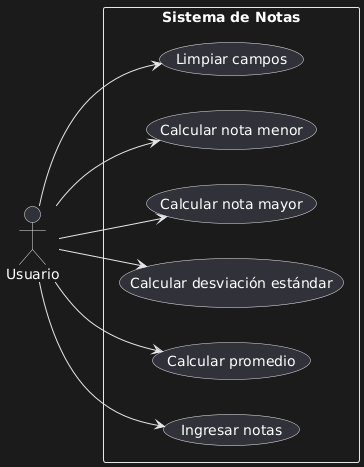 Sistema de Notas
Limpiar campos
Calcular nota menor
Calcular nota mayor
Usuario
Calcular desviación estándar
Calcular promedio
Ingresar notas